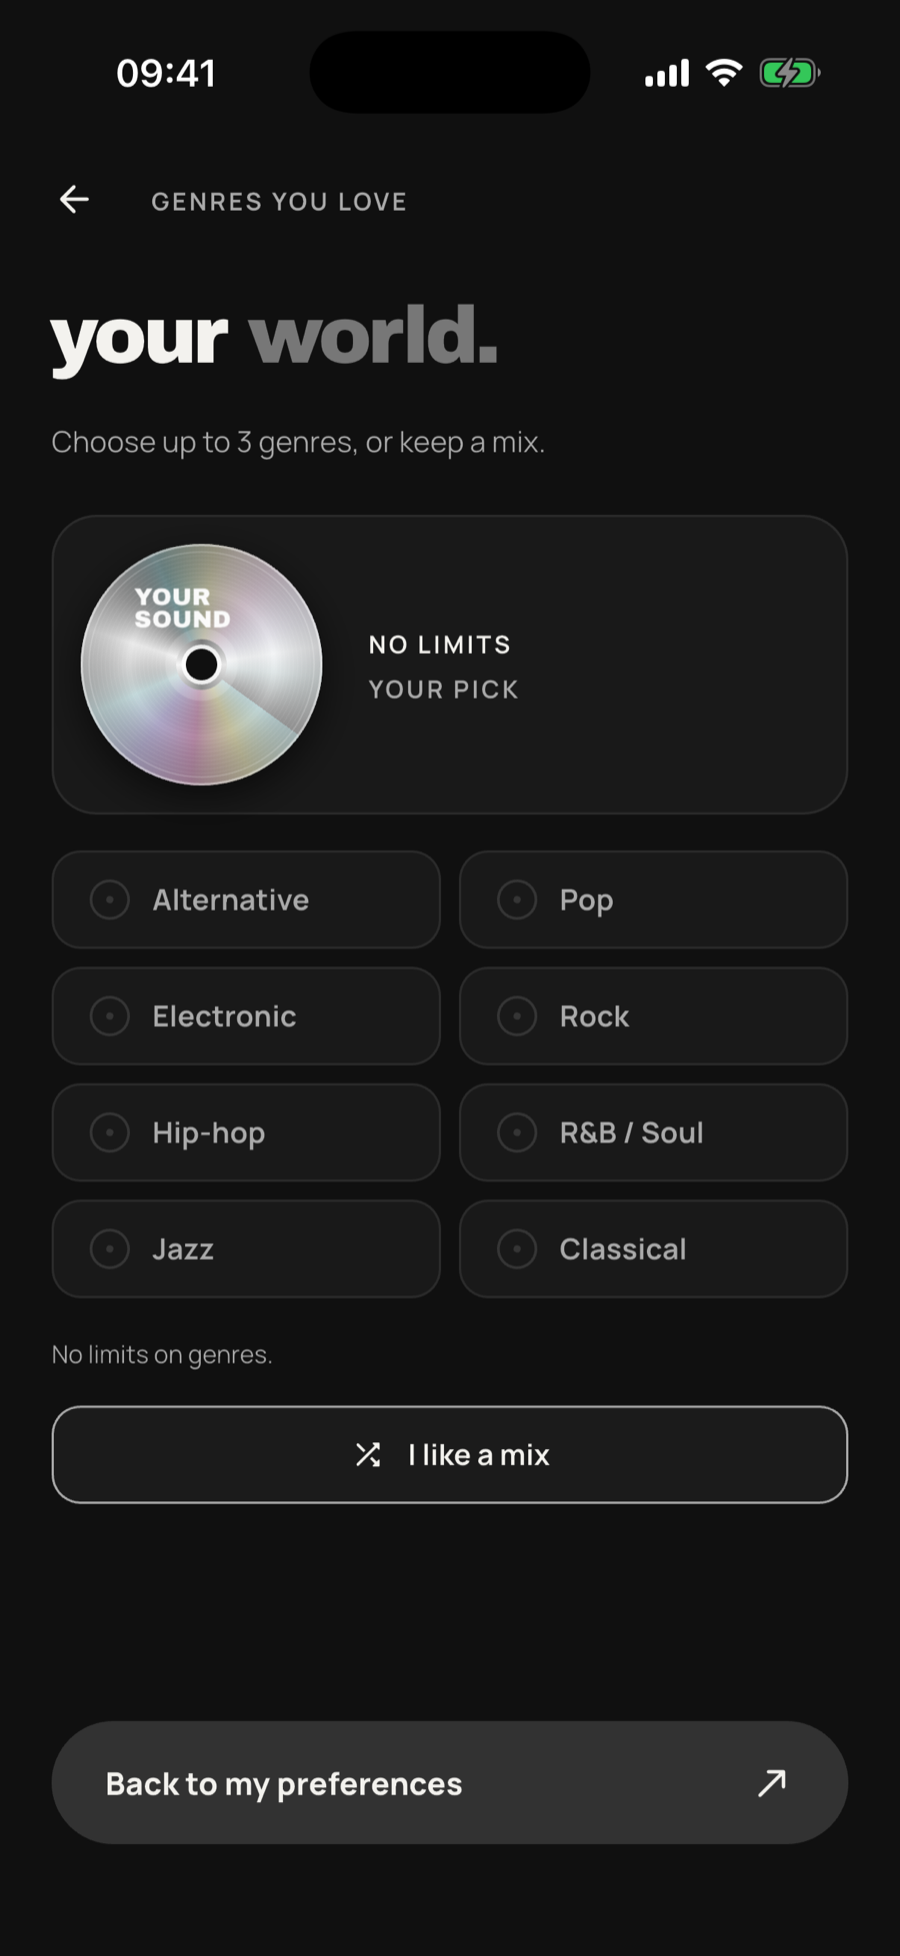 09:41
GENRES YOU LOVE
your world.
Choose up to 3 genres, or keep a mix.
YOUR
SOUND
NO LIMITS
YOUR PICK
Alternative
Pop
Electronic
Rock
Hip-hop
R&B / Soul
Jazz
Classical
No limits on genres.
I like a mix
Back to my preferences